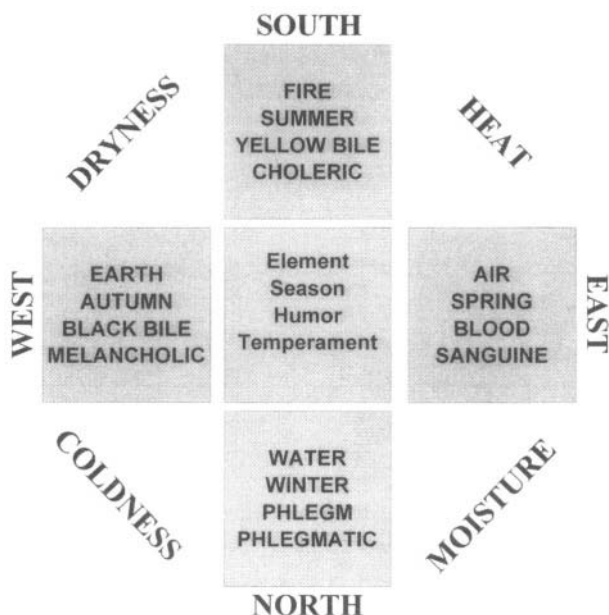 SOUTH
DRYNESS
HEAT
FIRE
SUMMER
YELLOW BILE
CHOLERIC
WEST
EARTH
AUTUMN
BLACK BILE
MELANCHOLIC
Element
Season
Humor
Temperament
AIR
SPRING
BLOOD
SANGUINE
EAST
COLDNESS
WATER
WINTER
PHLEGM
PHLEGMATIC
MOISTURE
NORTH